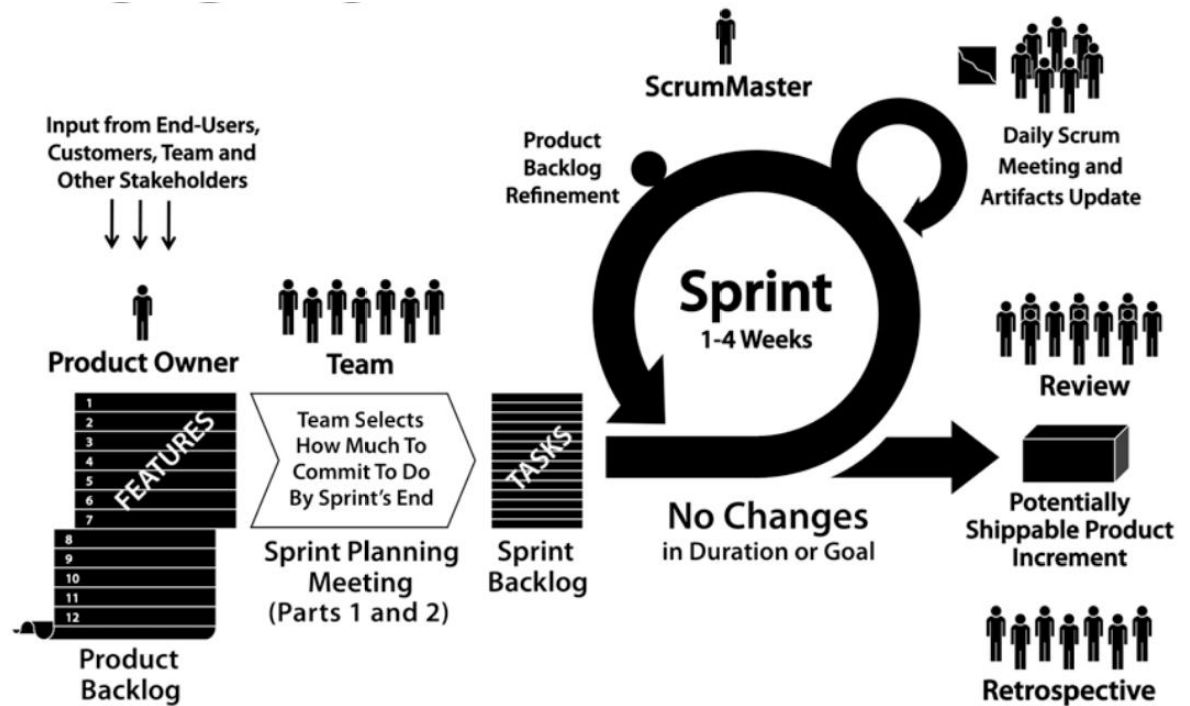 ScrumMaster
Input from End-Users,
Customers, Team and
Other Stakeholders
Product
Backlog
Refinement
Daily Scrum
Meeting and
Artifacts Update
Product Owner
Team
Sprint
1-4 Weeks
Review
1
2
3
4
5
6
7
FEATURES
8
9
10
11
12
Team Selects
How Much To
Commit To Do
By Sprint's End
TASKS
Sprint Planning
Meeting
(Parts 1 and 2)
Sprint
Backlog
No Changes
in Duration or Goal
Potentially
Shippable Product
Increment
Product
Backlog
Retrospective